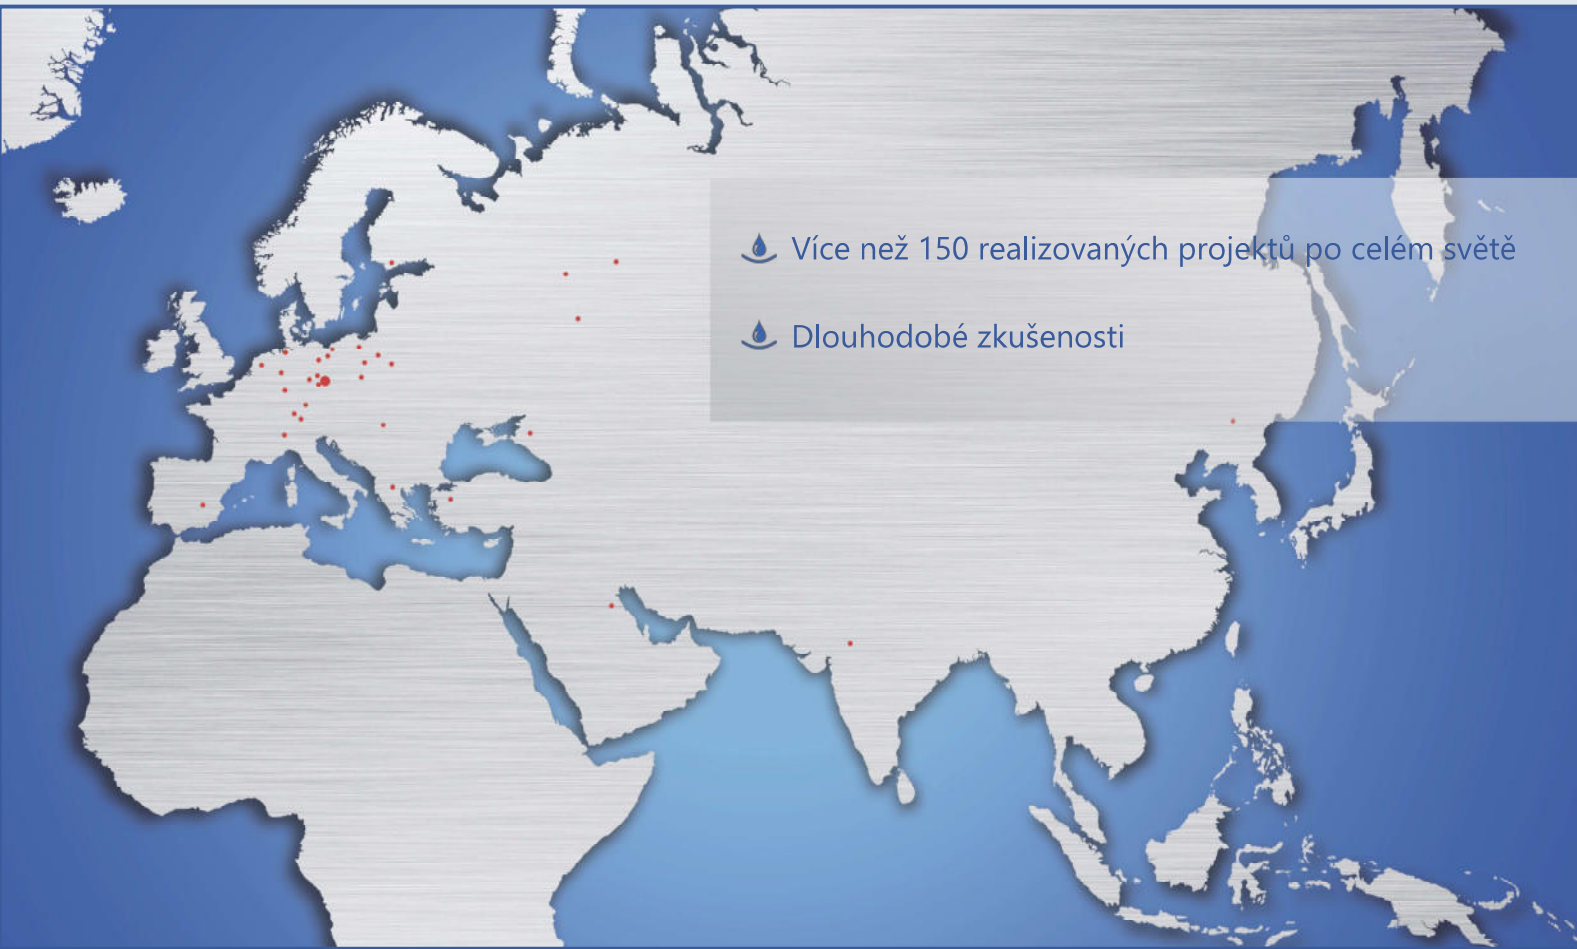 Více než 150 realizovaných projektů po celém světě
Dlouhodobé zkušenosti